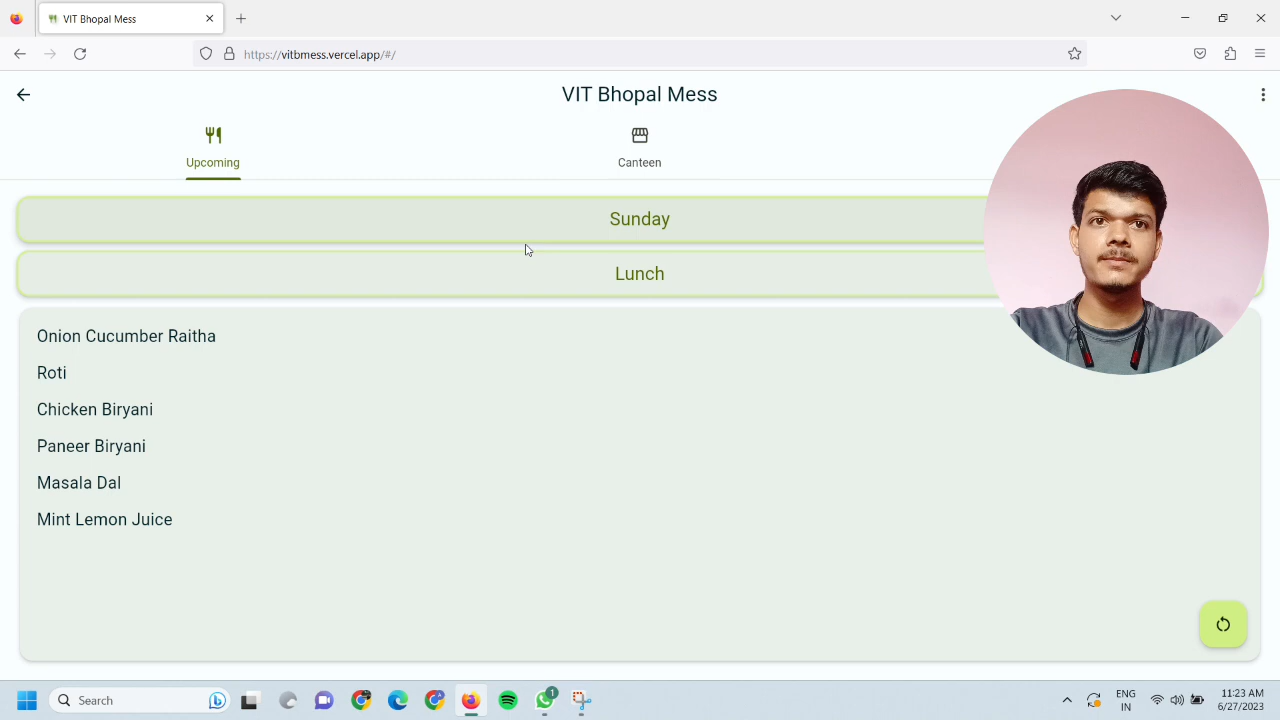 VIT Bhopal Mess
https://vitbmess.vercel.app/#/
VIT Bhopal Mess
Upcoming
Canteen
Sunday
Lunch
Onion Cucumber Raitha
Roti
Chicken Biryani
Paneer Biryani
Masala Dal
Mint Lemon Juice
Search
1
ENG
IN
11:23 AM
6/27/2023